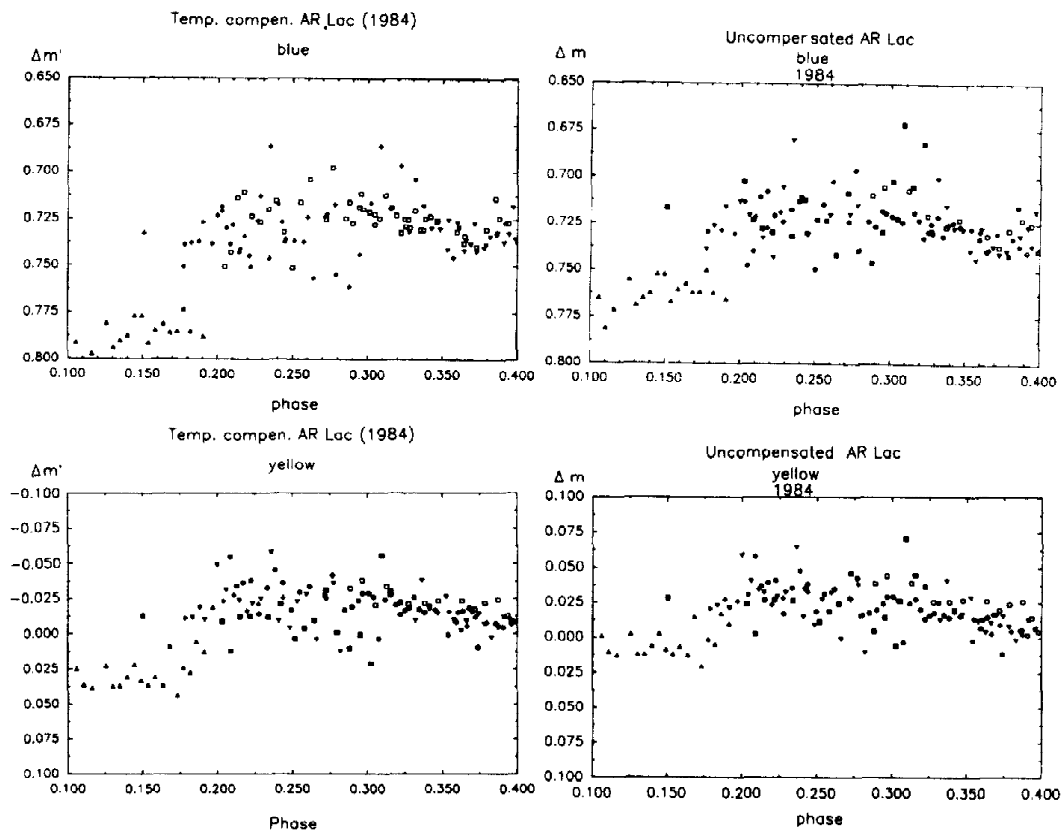 Temp. compen. AR Lac (1984)
blue
Δ m'
0.650
0.675
0.700
0.725
0.750
0.775
0.800
0.100 0.150 0.200 0.250 0.300 0.350 0.400
phase
Uncompersated AR Lac
blue
1984
Δ m
0.650
0.675
0.700
0.725
0.750
0.775
0.800
0.100 0.150 0.200 0.250 0.300 0.350 0.400
phase
Temp. compen. AR Lac (1984)
yellow
Δ m'
−0.100
−0.075
−0.050
−0.025
0.000
0.025
0.050
0.075
0.100
0.100 0.150 0.200 0.250 0.300 0.350 0.400
Phase
Uncompensated AR Lac
yellow
1984
Δ m
0.100
0.075
0.050
0.025
0.000
0.025
0.050
0.075
0.100
0.100 0.150 0.200 0.250 0.300 0.350 0.400
phase